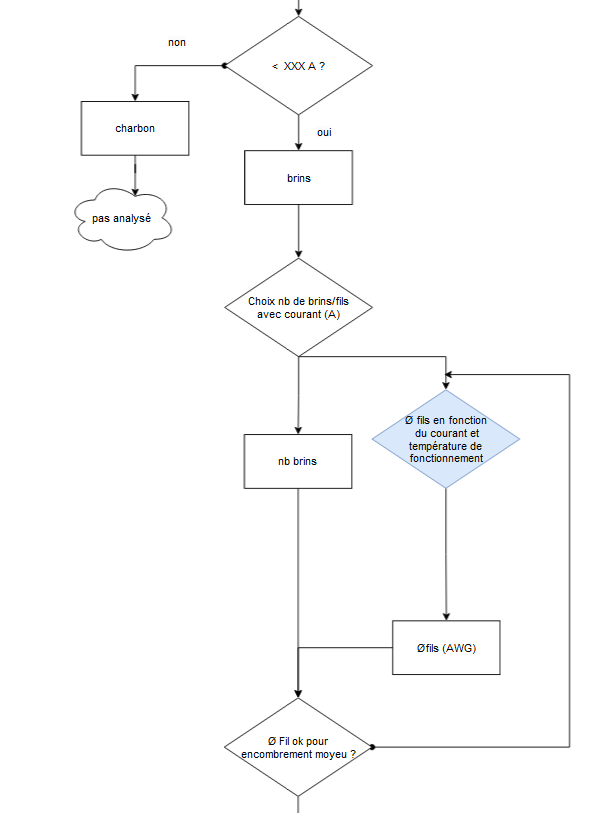 non
< XXX A ?
charbon
oui
brins
pas analysé
Choix nb de brins/fils
avec courant (A)
Ø fils en fonction
du courant et
température de
fonctionnement
nb brins
Øfils (AWG)
Ø Fil ok pour
encombrement moyeu ?